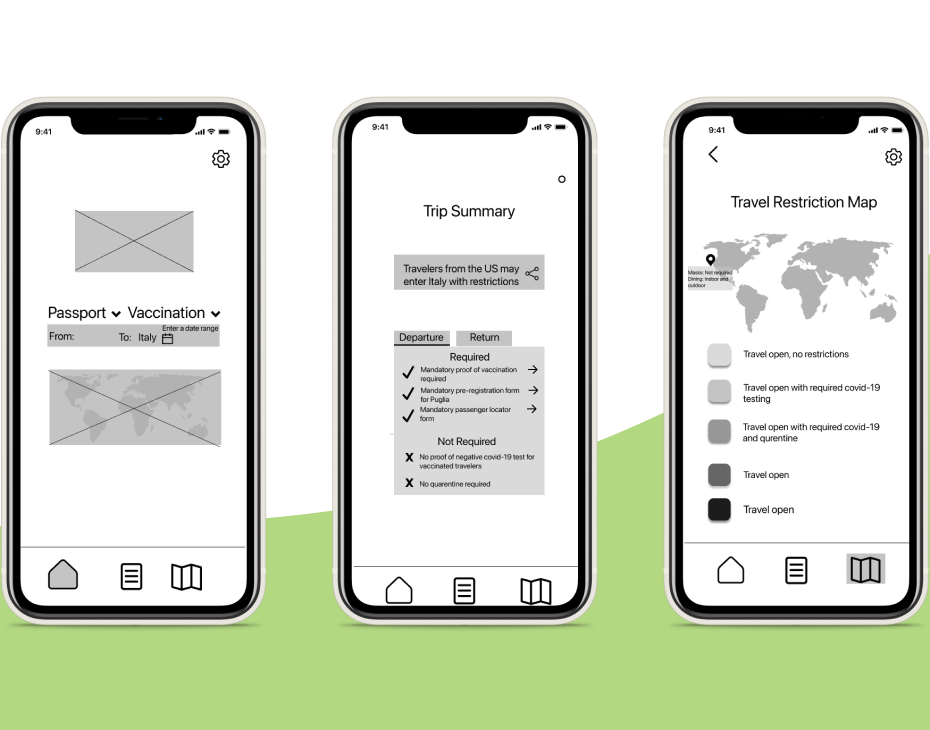 9:41
Passport Vaccination
Enter a date range
From: To: Italy
9:41
Trip Summary
Travelers from the US may
enter Italy with restrictions
Departure Return
Required
Mandatory proof of vaccination
required
Mandatory pre-registration form
for Puglia
Mandatory passenger locator
form
Not Required
X No proof of negative covid-19 test for
vaccinated travelers
X No quarentine required
9:41
Travel Restriction Map
Masks: Not required
Dining: Indoor and
outdoor
Travel open, no restrictions
Travel open with required covid-19
testing
Travel open with required covid-19
and qurentine
Travel open
Travel open